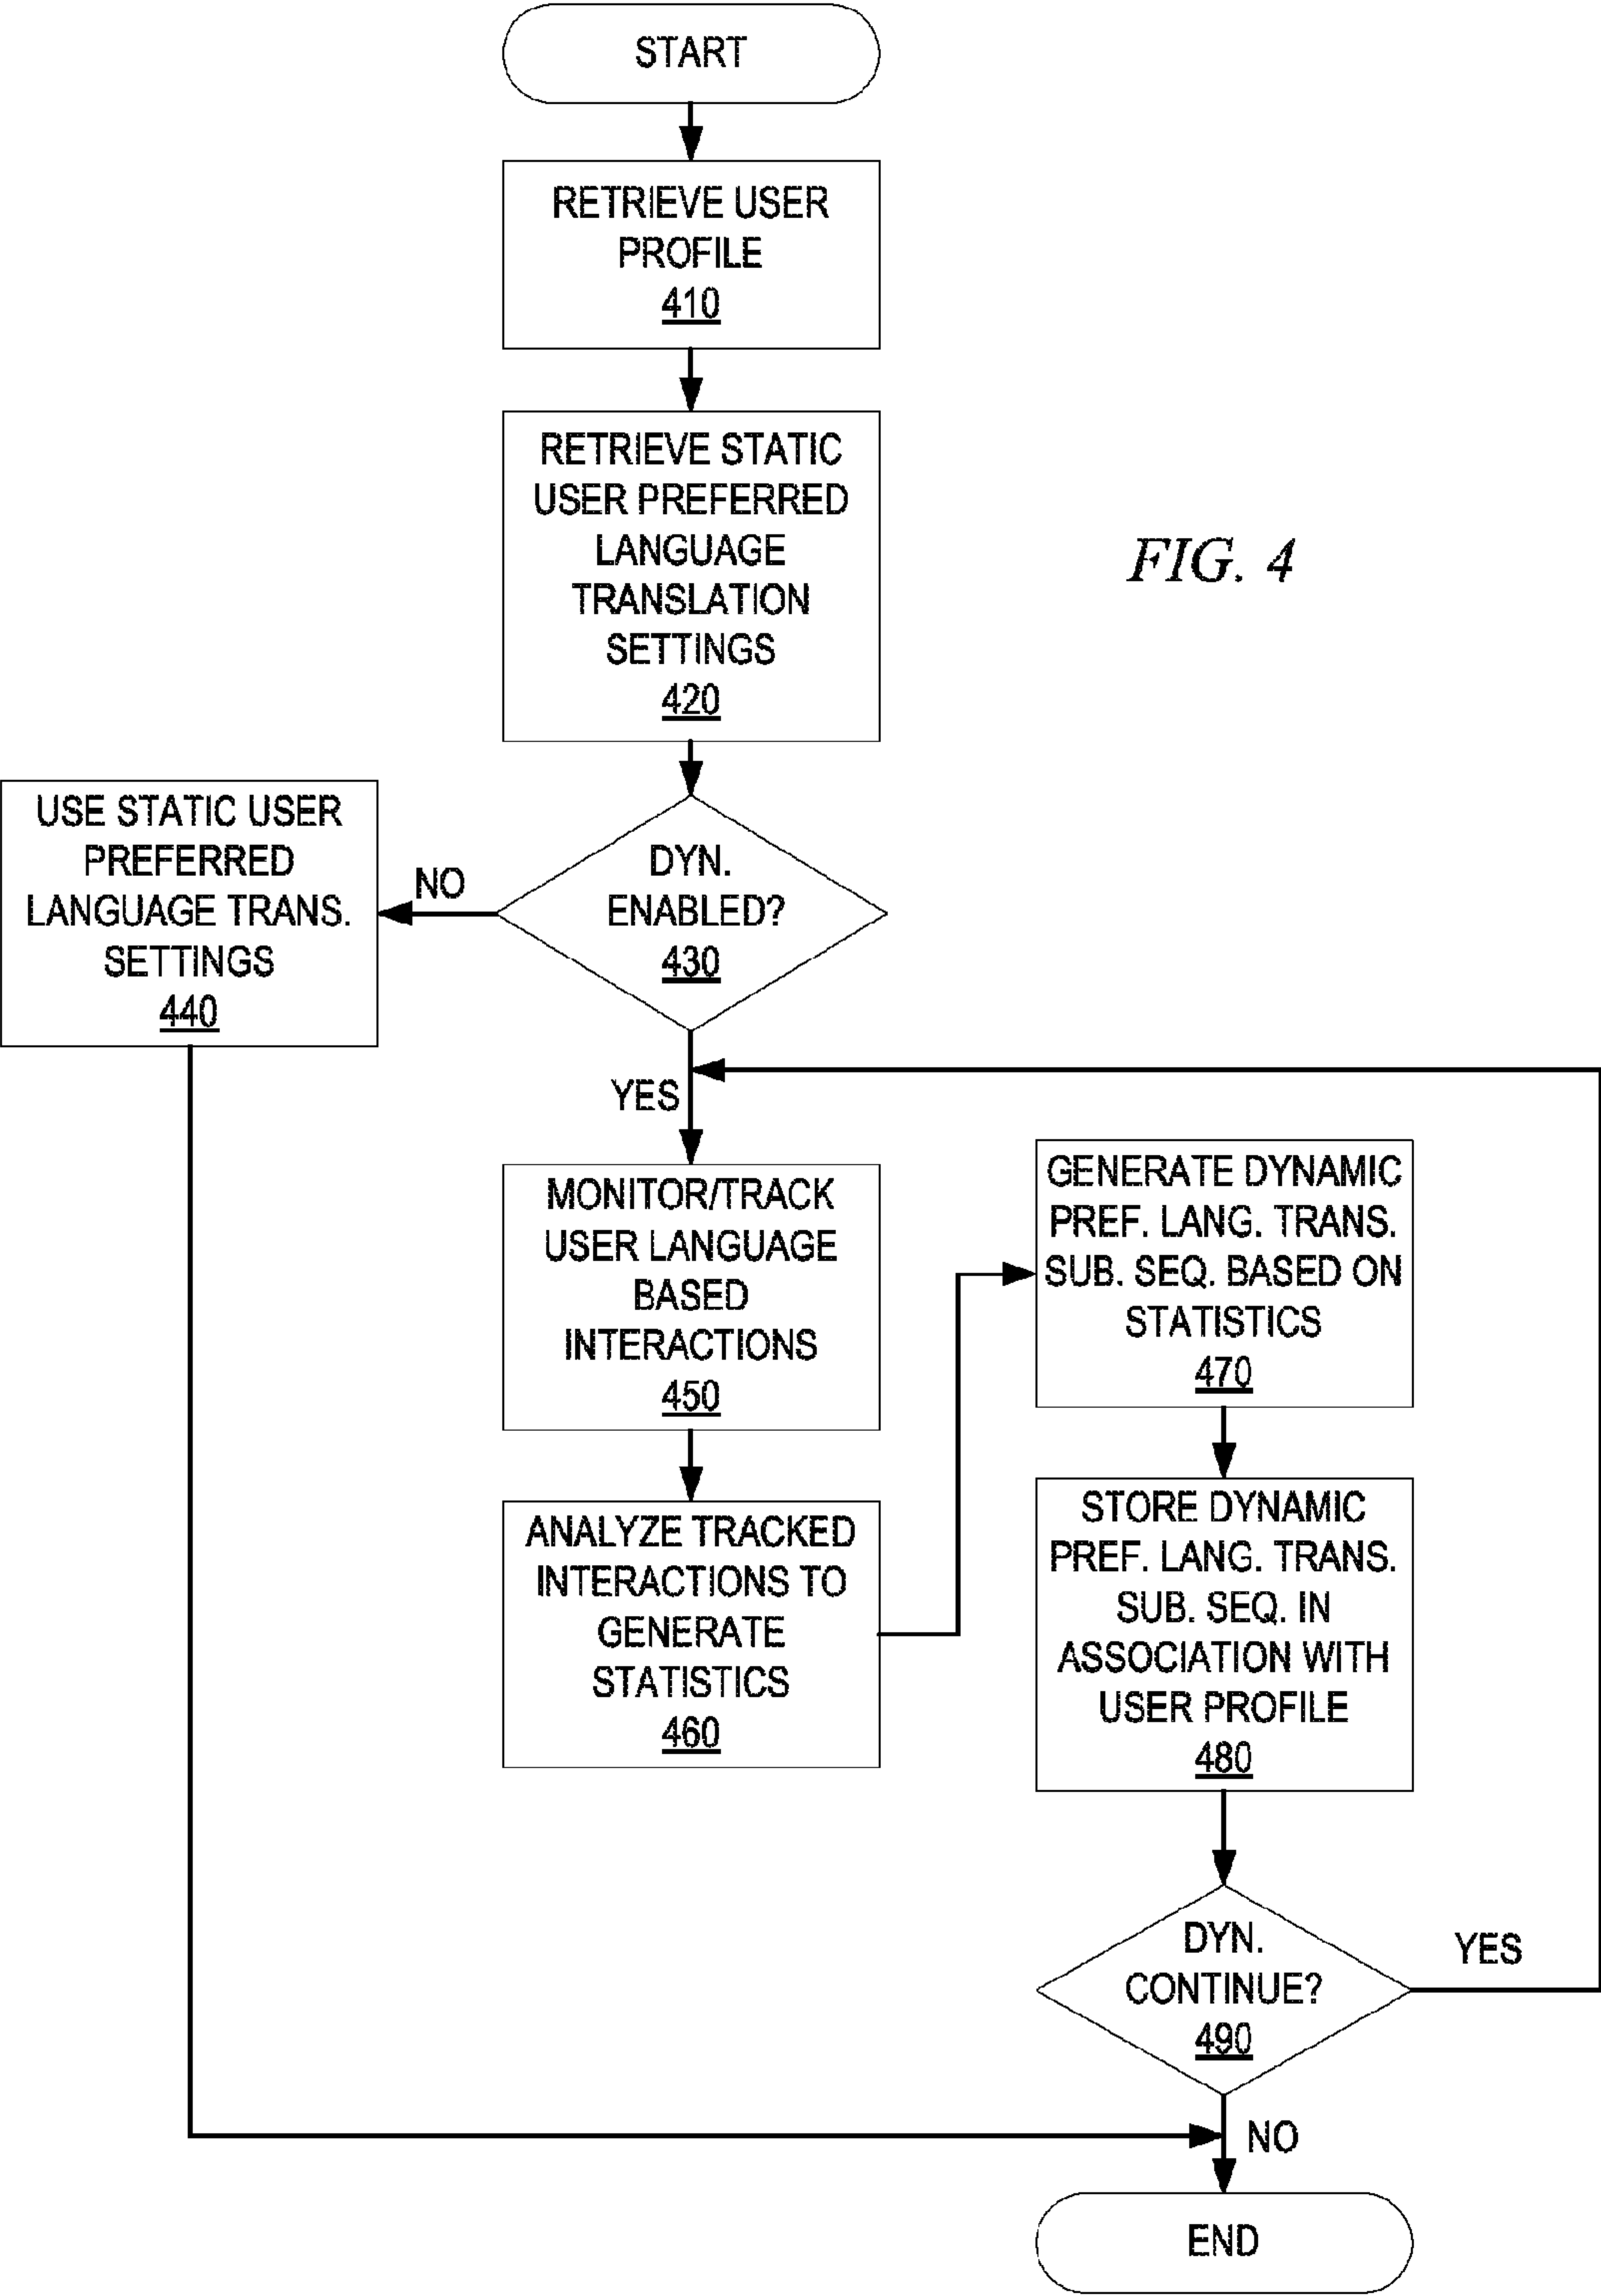 START
RETRIEVE USER
PROFILE
410
RETRIEVE STATIC
USER PREFERRED
LANGUAGE
TRANSLATION
SETTINGS
420
FIG. 4
USE STATIC USER
PREFERRED
LANGUAGE TRANS.
SETTINGS
440
NO
DYN.
ENABLED?
430
YES
MONITOR/TRACK
USER LANGUAGE
BASED
INTERACTIONS
450
ANALYZE TRACKED
INTERACTIONS TO
GENERATE
STATISTICS
460
GENERATE DYNAMIC
PREF. LANG. TRANS.
SUB. SEQ. BASED ON
STATISTICS
470
STORE DYNAMIC
PREF. LANG. TRANS.
SUB. SEQ. IN
ASSOCIATION WITH
USER PROFILE
480
DYN.
CONTINUE?
490
YES
NO
END